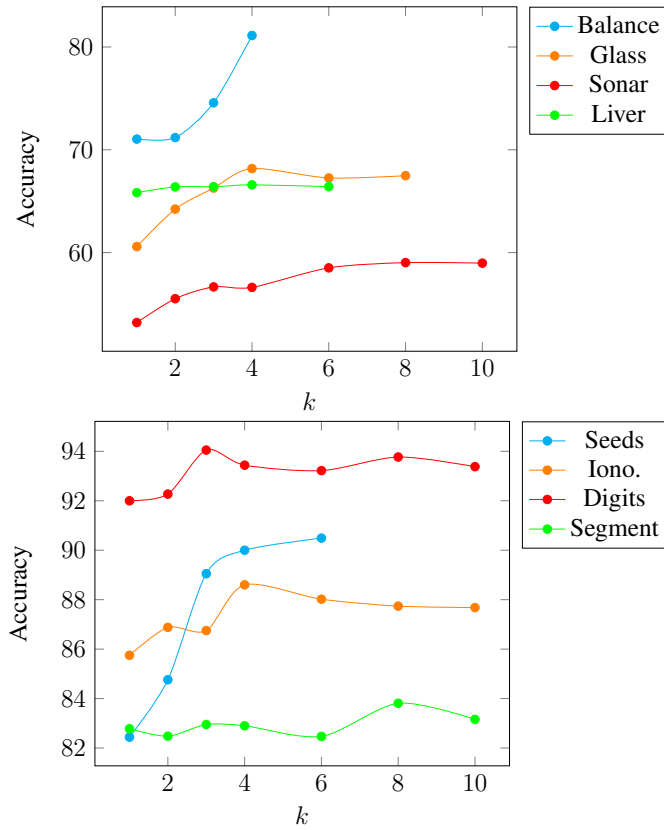 80
70
60
Accuracy
2
4
6
8
10
k
Balance
Glass
Sonar
Liver
94
92
90
88
86
84
82
Accuracy
2
4
6
8
10
k
Seeds
Iono.
Digits
Segment